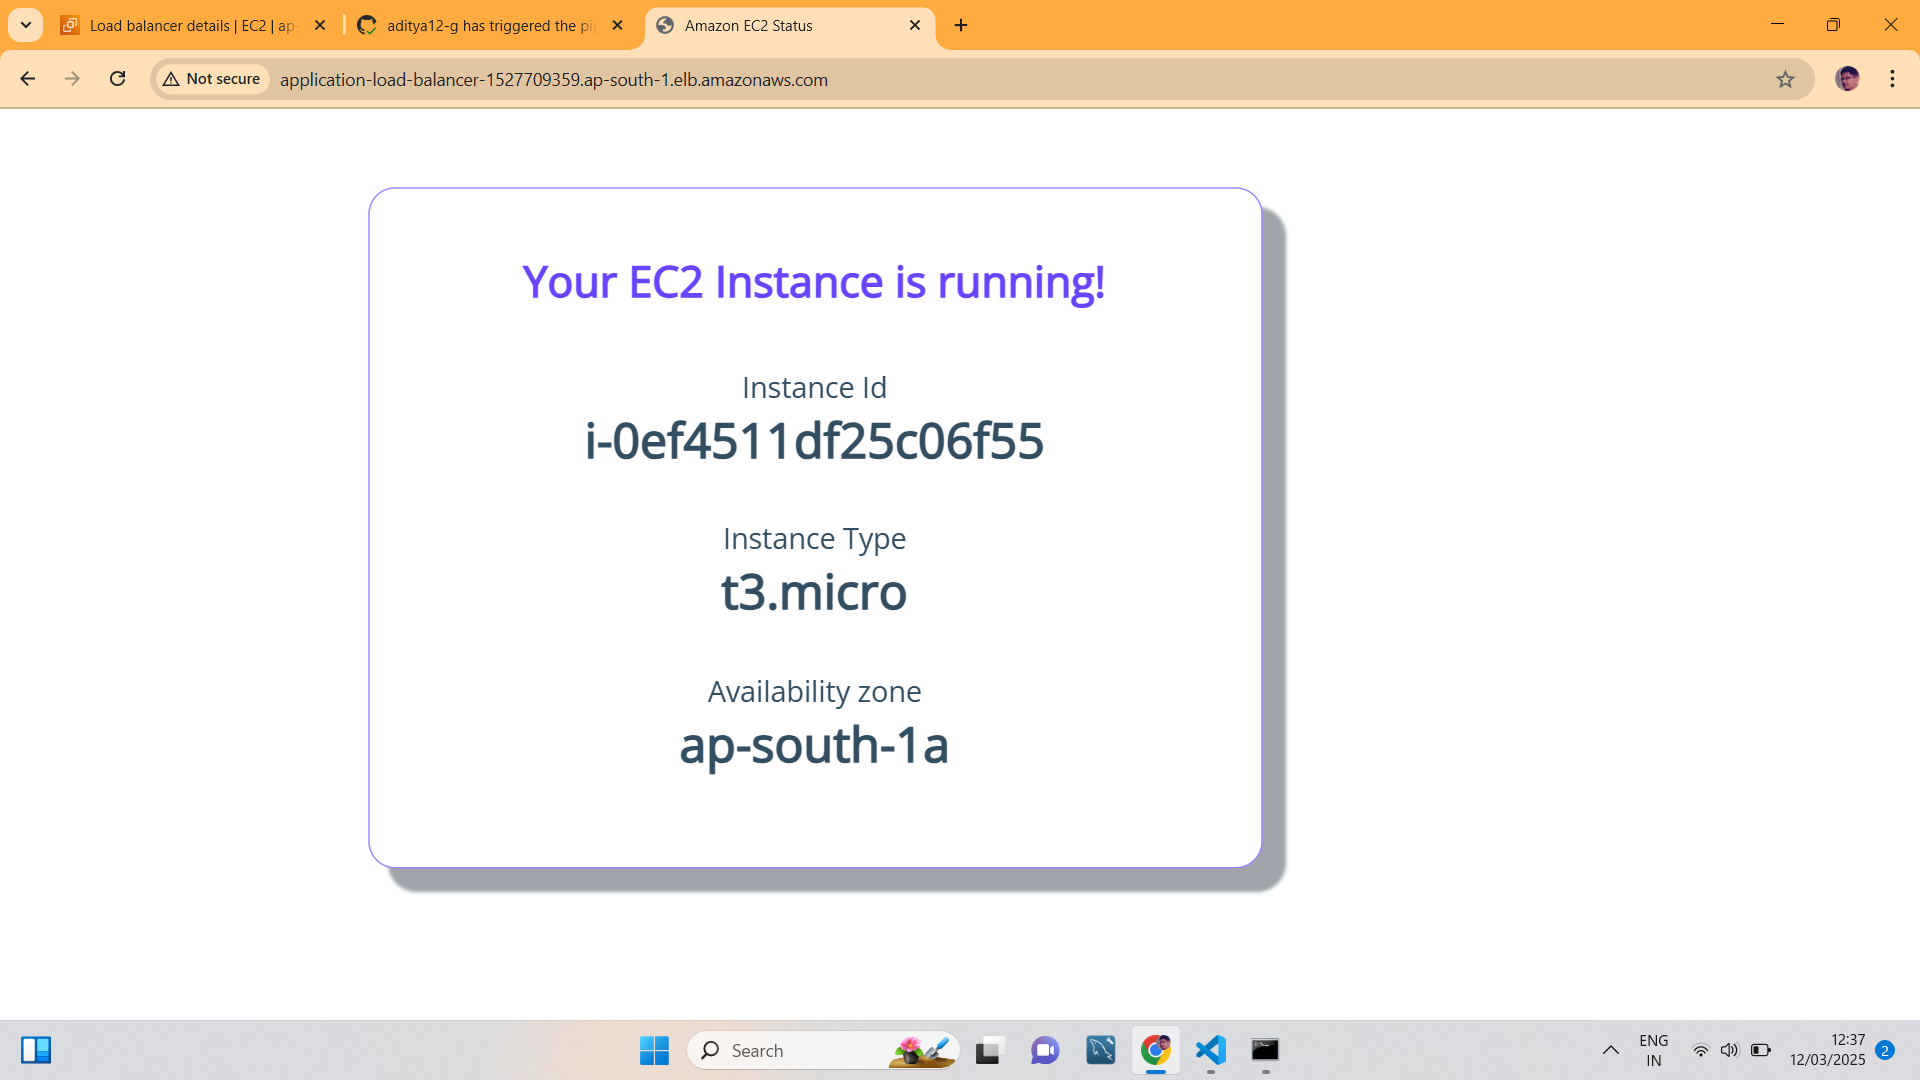 Load balancer details | EC2 | ap-
aditya12-g has triggered the pi
Amazon EC2 Status
Not secure
application-load-balancer-1527709359.ap-south-1.elb.amazonaws.com
Your EC2 Instance is running!
Instance Id
i-0ef4511df25c06f55
Instance Type
t3.micro
Availability zone
ap-south-1a
Search
ENG
IN
12:37
12/03/2025
2